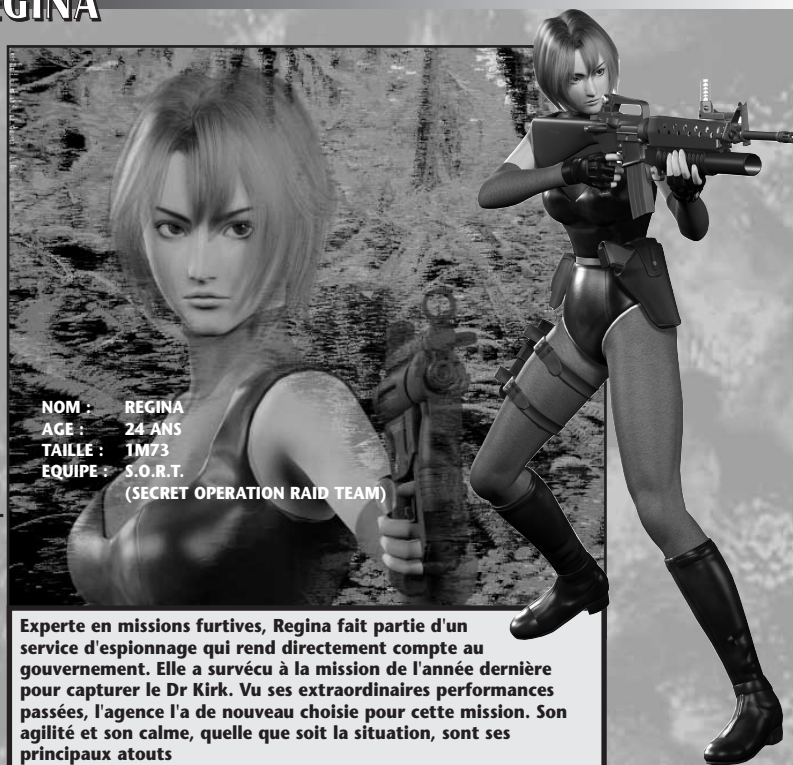 EGINA
NOM : REGINA
AGE : 24 ANS
TAILLE : 1M73
EQUIPE : S.O.R.T.
(SECRET OPERATION RAID TEAM)
Experte en missions furtives, Regina fait partie d'un
service d'espionnage qui rend directement compte au
gouvernement. Elle a survécu à la mission de l'année dernière
pour capturer le Dr Kirk. Vu ses extraordinaires performances
passées, l'agence l'a de nouveau choisie pour cette mission. Son
agilité et son calme, quelle que soit la situation, sont ses
principaux atouts